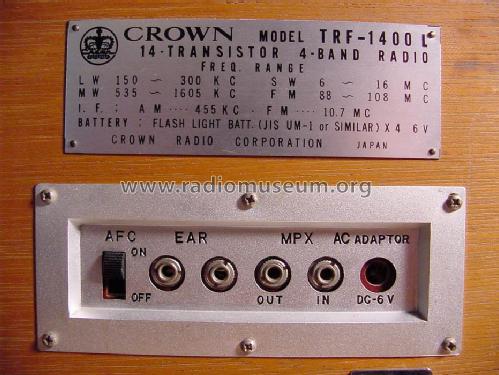 CROWN MODEL TRF-1400 L
14-TRANSISTOR 4-BAND RADIO
FREQ. RANGE
LW 150 ~ 300 KC SW 6 ~ 16 MC
MW 535 ~ 1605 KC FM 88 ~ 108 MC
I.F.: AM ···· 455 KC · FM ···· 10.7 MC
BATTERY : FLASH LIGHT BATT. (JIS UM-1 or SIMILAR) X 4 6V
CROWN RADIO CORPORATION JAPAN
www.radiomuseum.org
AFC EAR MPX AC ADAPTOR
ON
OFF OUT IN DC-6V